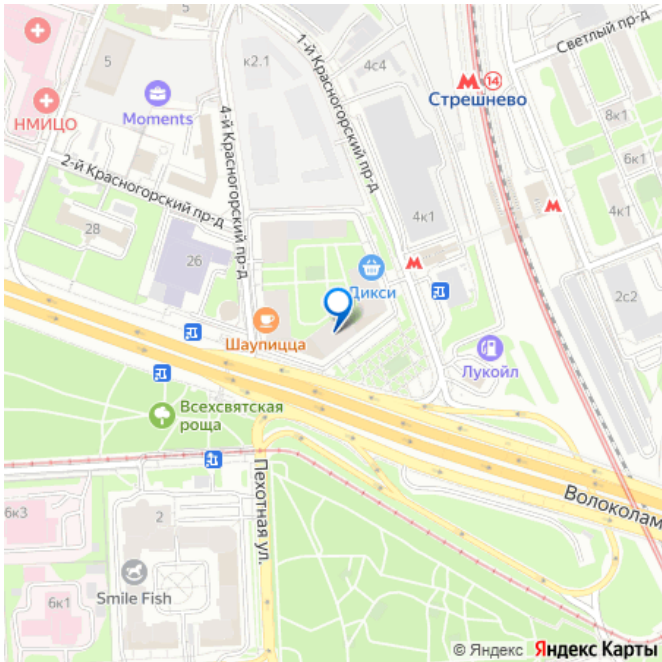 5
к2.1
1-й Красногорский пр-д
4с4
14
Светлый пр-д
Стрешнево
Moments
НМИЦО
4-й Красногорский пр-д
8к1
6к1
2-й Красногорский пр-д
4к1
4к1
28
26
Дикси
2с2
Шаупицца
Лукойл
Всехсвятская
роща
Пехотная ул.
Волоколам
6к3
2
6к1
Smile Fish
© Яндекс Яндекс Карты